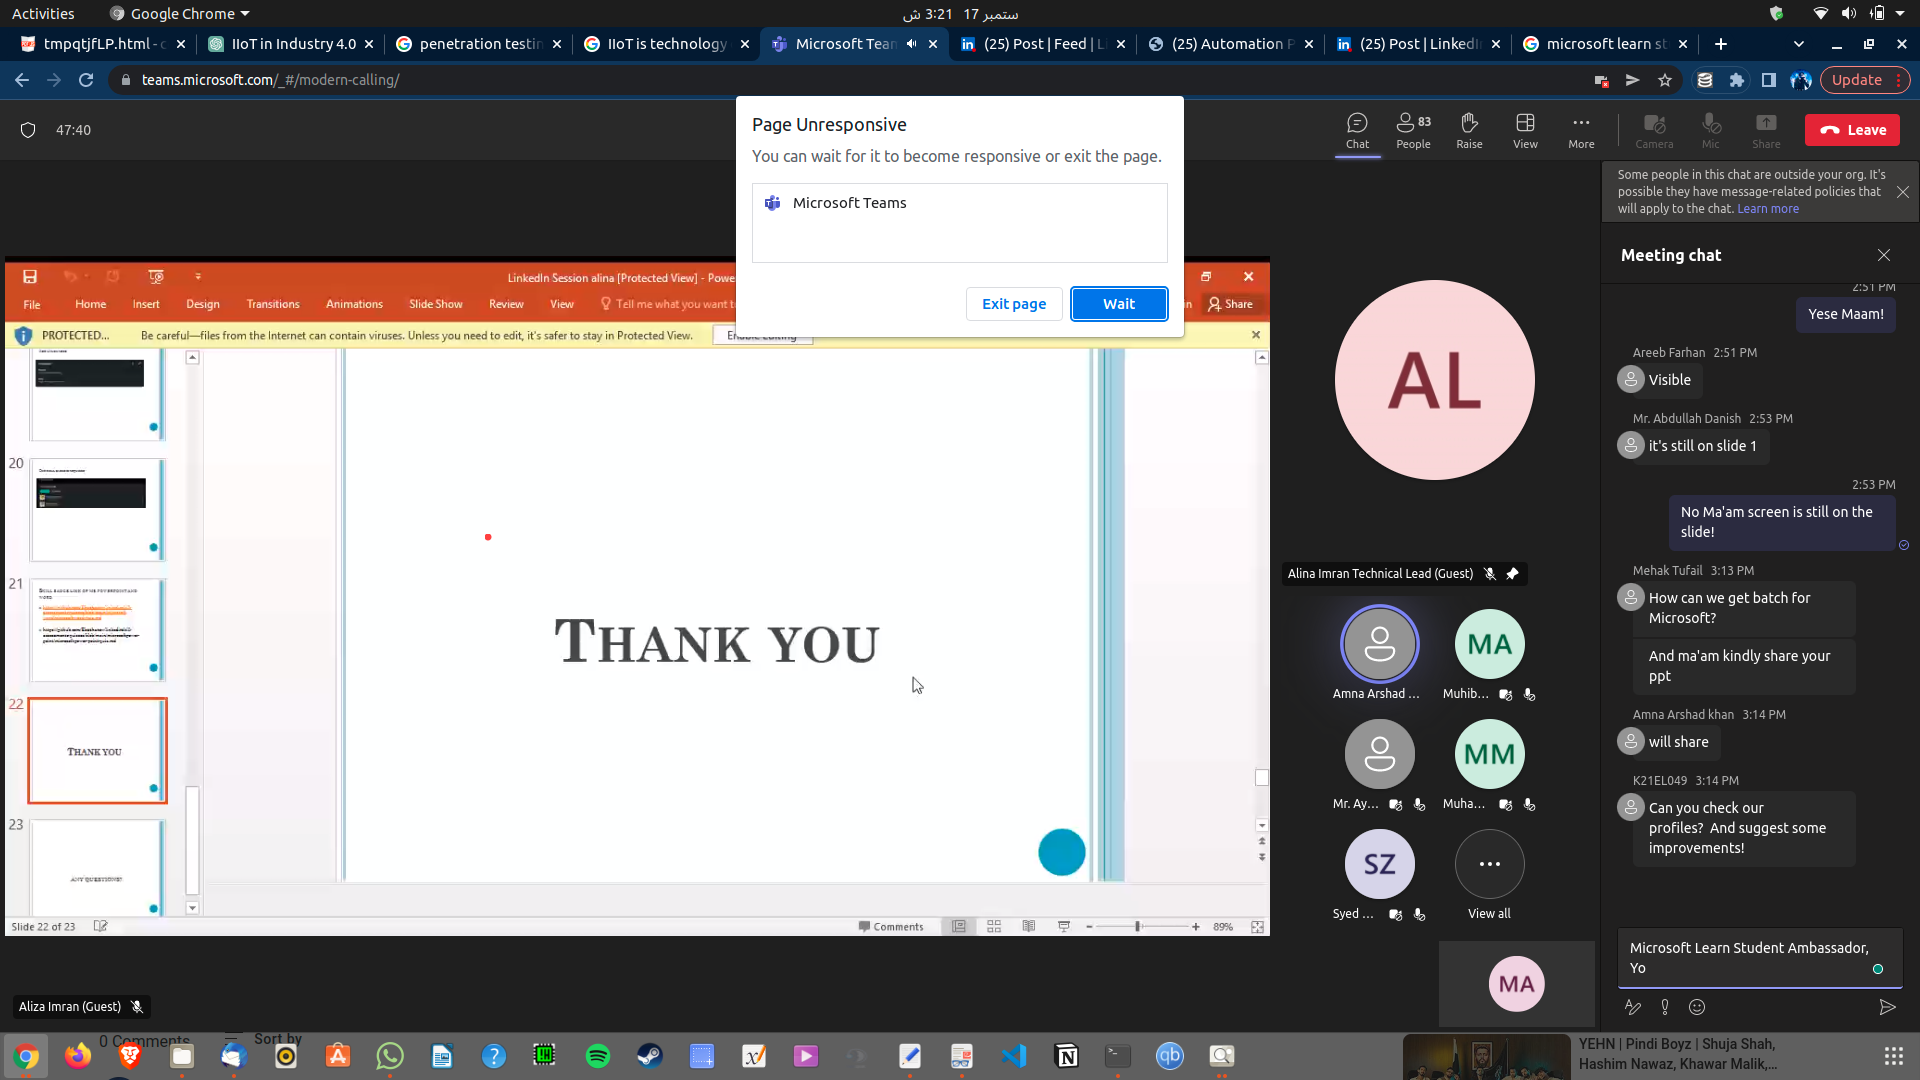 Activities
Google Chrome
ستمبر 17 3:21 ش
tmpqtjfLP.html - c
IIoT in Industry 4.0
penetration testin
IIoT is technology
Microsoft Team
(25) Post | Feed | L
(25) Automation P
(25) Post | LinkedI
microsoft learn st
teams.microsoft.com/_#/modern-calling/
Update
47:40
Page Unresponsive
You can wait for it to become responsive or exit the page.
Microsoft Teams
Exit page
Wait
Chat
83
People
Raise
View
More
Camera
Mic
Share
Leave
Some people in this chat are outside your org. It's
possible they have message-related policies that
will apply to the chat. Learn more
Meeting chat
2:51 PM
Yese Maam!
Areeb Farhan 2:51 PM
Visible
Mr. Abdullah Danish 2:53 PM
it's still on slide 1
2:53 PM
No Ma'am screen is still on the
slide!
Mehak Tufail 3:13 PM
How can we get batch for
Microsoft?
And ma'am kindly share your
ppt
Amna Arshad khan 3:14 PM
will share
K21EL049 3:14 PM
Can you check our
profiles? And suggest some
improvements!
Microsoft Learn Student Ambassador,
Yo
LinkedIn Session alina [Protected View] - Powe
File
Home
Insert
Design
Transitions
Animations
Slide Show
Review
View
Tell me what you want t
in
Share
PROTECTED...
Be careful—files from the Internet can contain viruses. Unless you need to edit, it's safer to stay in Protected View.
Enable Editing
20
21
22
THANK YOU
23
ANY QUESTIONS?
THANK YOU
Slide 22 of 23
Comments
89%
AL
Alina Imran Technical Lead (Guest)
Amna Arshad ...
MA
Muhib...
Mr. Ay...
MM
Muha...
SZ
Syed ...
View all
MA
Aliza Imran (Guest)
0 Comments
Sort by
YEHN | Pindi Boyz | Shuja Shah,
Hashim Nawaz, Khawar Malik,...